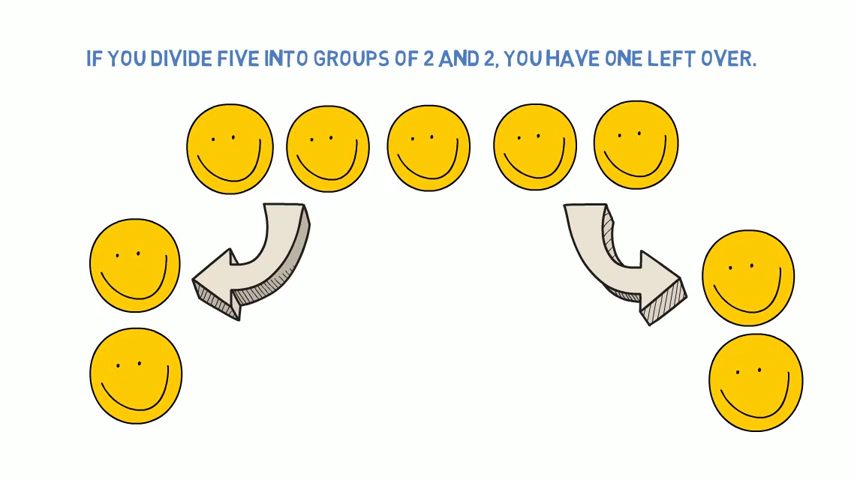 IF YOU DIVIDE FIVE INTO GROUPS OF 2 AND 2, YOU HAVE ONE LEFT OVER.